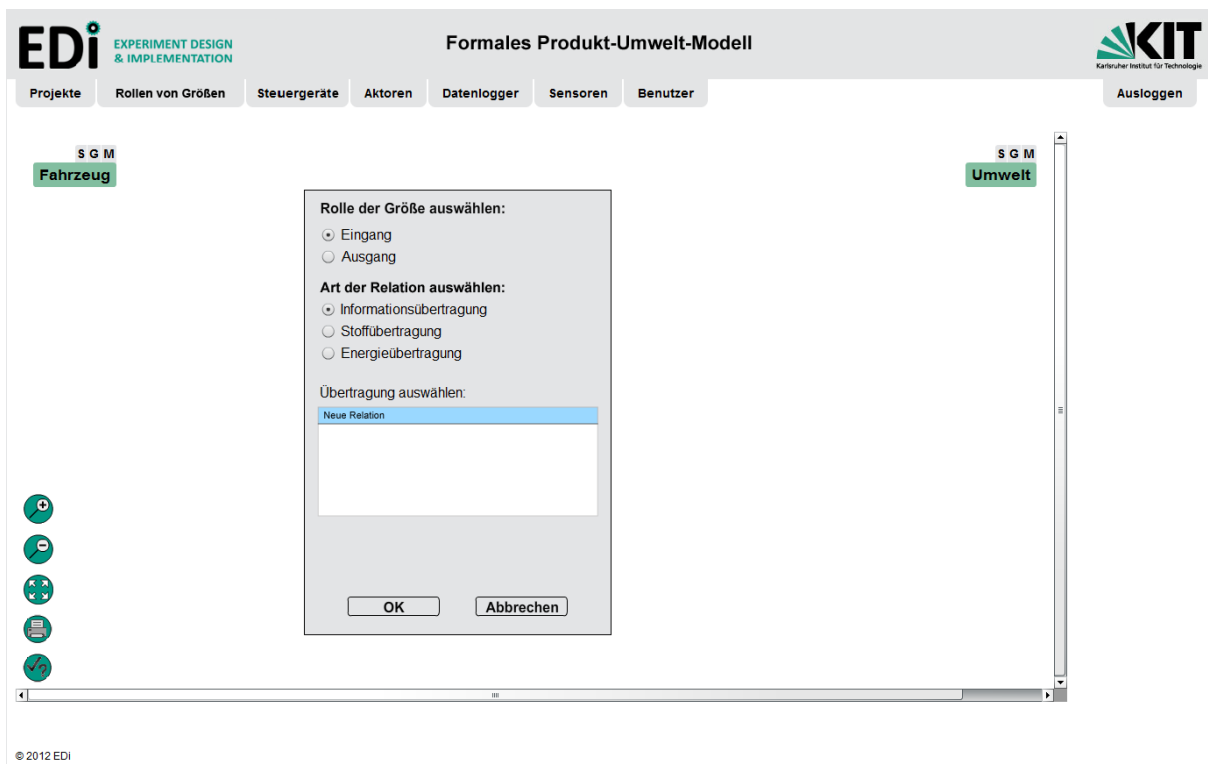 EDi EXPERIMENT DESIGN
& IMPLEMENTATION
Formales Produkt-Umwelt-Modell
KIT
Karlsruher Institut für Technologie
Projekte Rollen von Größen Steuergeräte Aktoren Datenlogger Sensoren Benutzer Ausloggen
S G M
Fahrzeug
S G M
Umwelt
Rolle der Größe auswählen:
Eingang
Ausgang
Art der Relation auswählen:
Informationsübertragung
Stoffübertragung
Energieübertragung
Übertragung auswählen:
Neue Relation
OK Abbrechen
© 2012 EDi